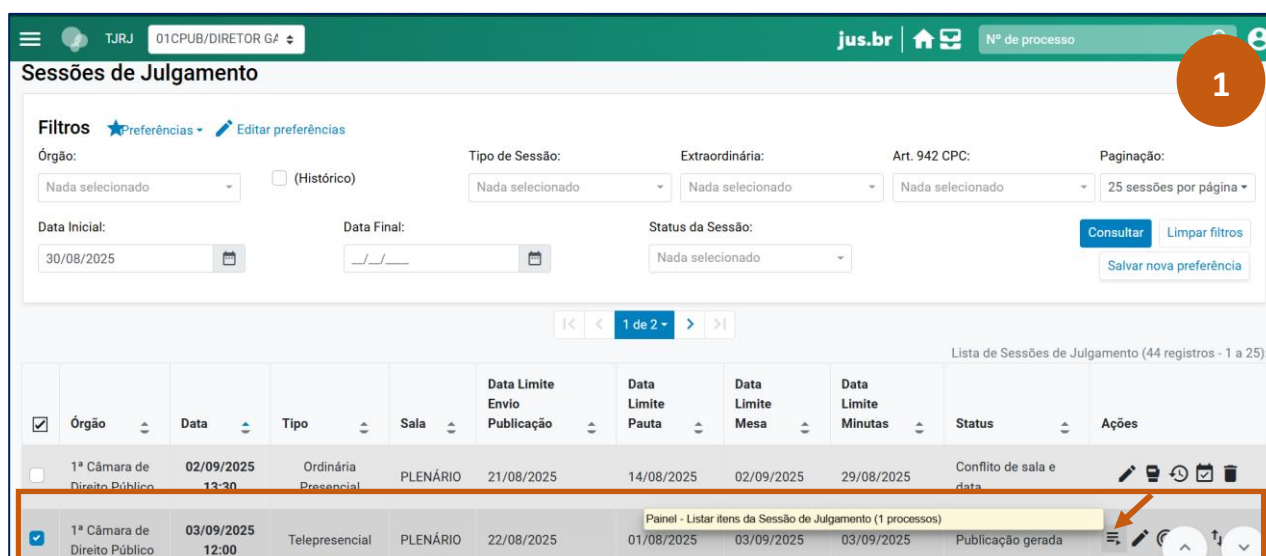 TJRJ 01CPUB/DIRETOR GA jus.br Nº de processo
Sessões de Julgamento
1
Filtros Preferências Editar preferências
Órgão: Tipo de Sessão: Extraordinária: Art. 942 CPC: Paginação:
Nada selecionado (Histórico) Nada selecionado Nada selecionado Nada selecionado 25 sessões por página
Data Inicial: Data Final: Status da Sessão:
Consultar Limpar filtros
30/08/2025 __/__/____ Nada selecionado
Salvar nova preferência
1 de 2
Lista de Sessões de Julgamento (44 registros - 1 a 25)
Órgão Data Tipo Sala Data Limite Envio Publicação Data Limite Pauta Data Limite Mesa Data Limite Minutas Status Ações
1ª Câmara de Direito Público 02/09/2025 13:30 Ordinária Presencial PLENÁRIO 21/08/2025 14/08/2025 02/09/2025 29/08/2025 Conflito de sala e data
Painel - Listar itens da Sessão de Julgamento (1 processos)
1ª Câmara de Direito Público 03/09/2025 12:00 Telepresencial PLENÁRIO 22/08/2025 01/08/2025 03/09/2025 03/09/2025 Publicação gerada